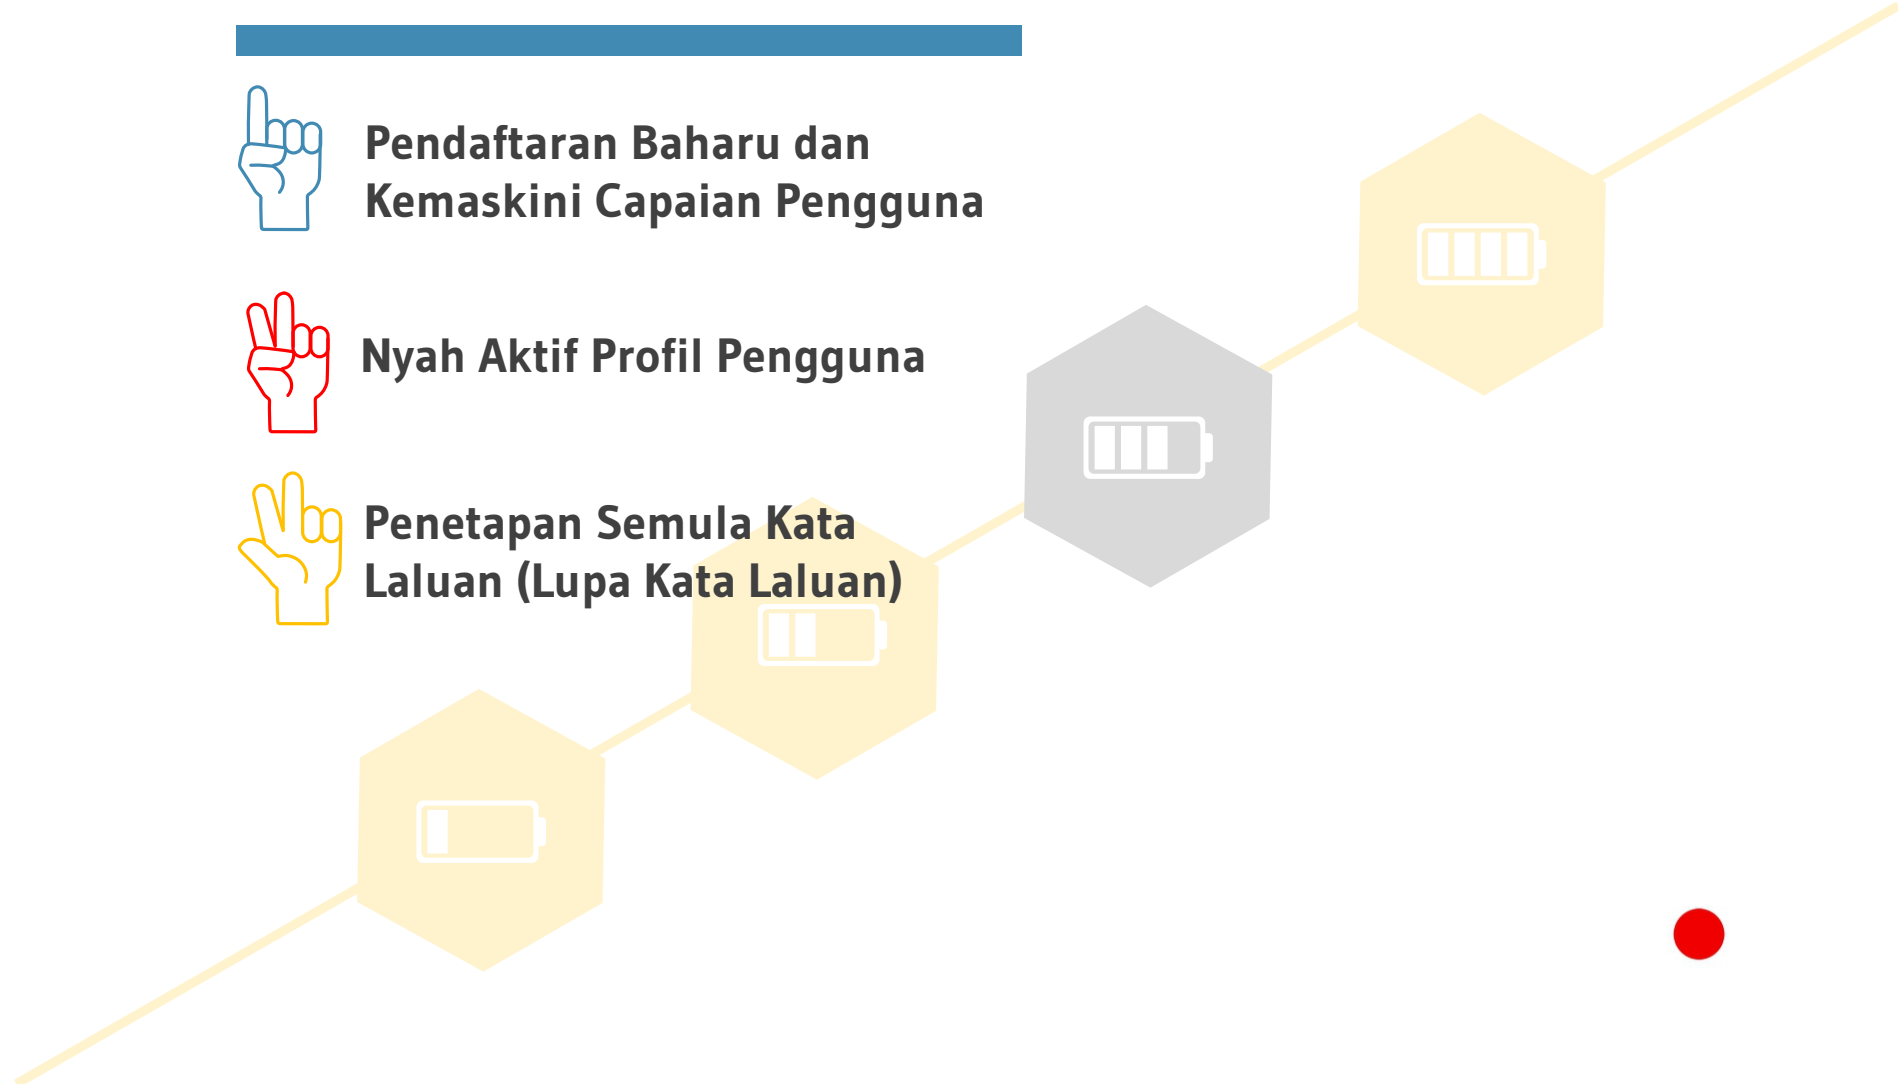 Pendaftaran Baharu dan
Kemaskini Capaian Pengguna
Nyah Aktif Profil Pengguna
Penetapan Semula Kata
Laluan (Lupa Kata Laluan)